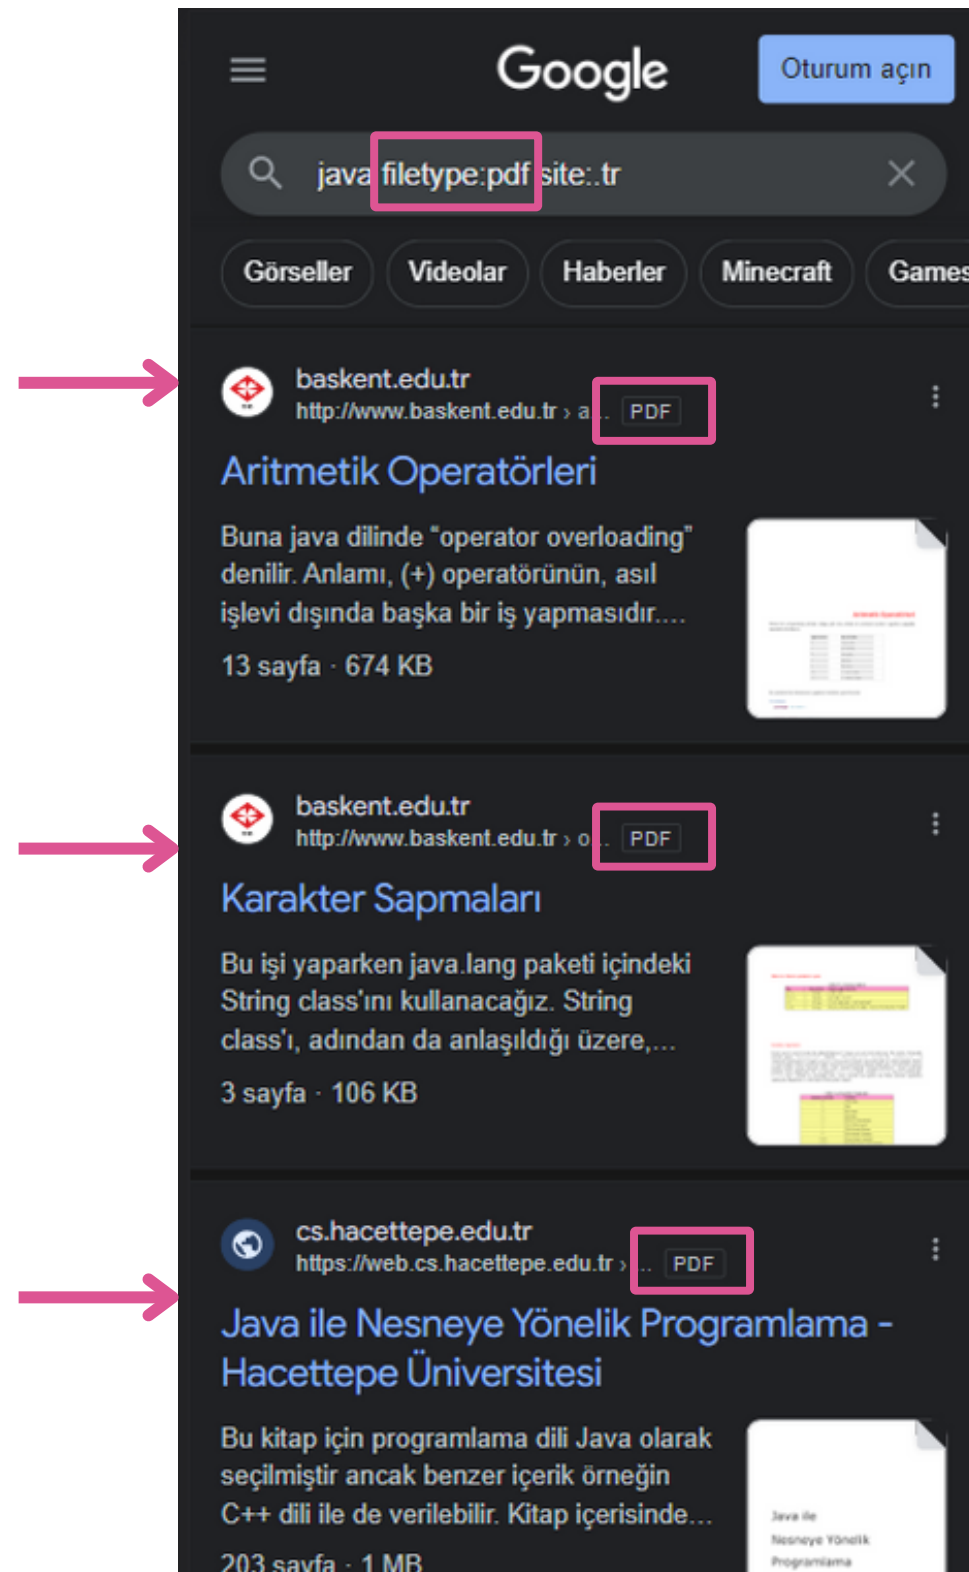 Google
Oturum açın
java filetype:pdf site:.tr
Görseller Videolar Haberler Minecraft Games
baskent.edu.tr
http://www.baskent.edu.tr › a... PDF
Aritmetik Operatörleri
Buna java dilinde “operator overloading”
denilir. Anlamı, (+) operatörünün, asıl
işlevi dışında başka bir iş yapmasıdır....
13 sayfa · 674 KB
baskent.edu.tr
http://www.baskent.edu.tr › o... PDF
Karakter Sapmaları
Bu işi yaparken java.lang paketi içindeki
String class'ını kullanacağız. String
class'ı, adından da anlaşıldığı üzere,...
3 sayfa · 106 KB
cs.hacettepe.edu.tr
https://web.cs.hacettepe.edu.tr › ... PDF
Java ile Nesneye Yönelik Programlama -
Hacettepe Üniversitesi
Bu kitap için programlama dili Java olarak
seçilmiştir ancak benzer içerik örneğin
C++ dili ile de verilebilir. Kitap içerisinde...
203 sayfa · 1 MB
Java ile
Nesneye Yönelik
Programlama